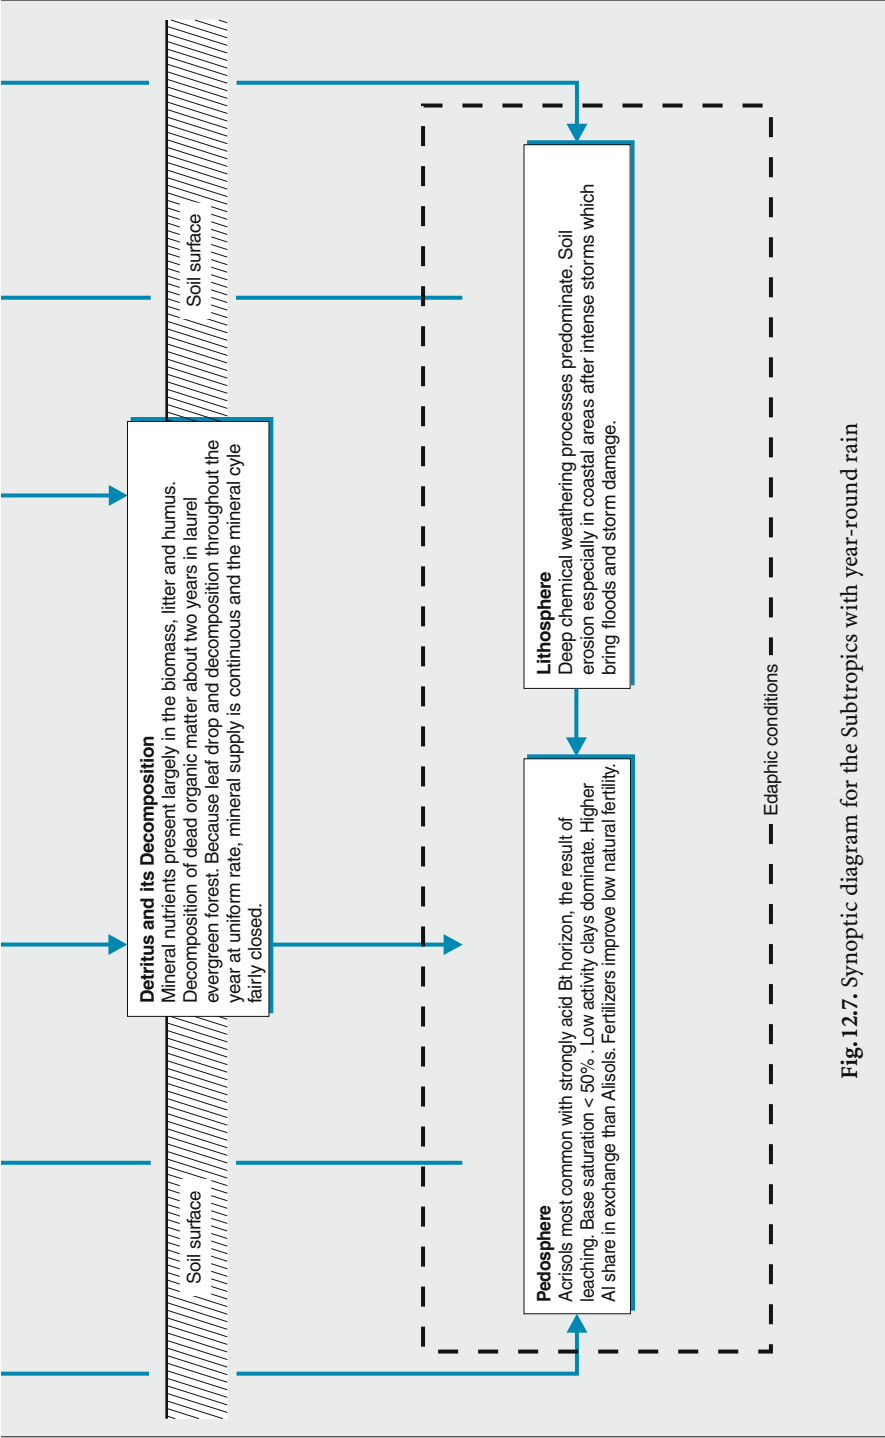 Soil surface
Soil surface
Detritus and its Decomposition
Mineral nutrients present largely in the biomass, litter and humus.
Decomposition of dead organic matter about two years in laurel
evergreen forest. Because leaf drop and decomposition throughout the
year at uniform rate, mineral supply is continuous and the mineral cyle
fairly closed.
Pedosphere
Acrisols most common with strongly acid Bt horizon, the result of
leaching. Base saturation < 50% . Low activity clays dominate. Higher
Al share in exchange than Alisols. Fertilizers improve low natural fertility.
Lithosphere
Deep chemical weathering processes predominate. Soil
erosion especially in coastal areas after intense storms which
bring floods and storm damage.
Edaphic conditions
Fig. 12.7. Synoptic diagram for the Subtropics with year-round rain